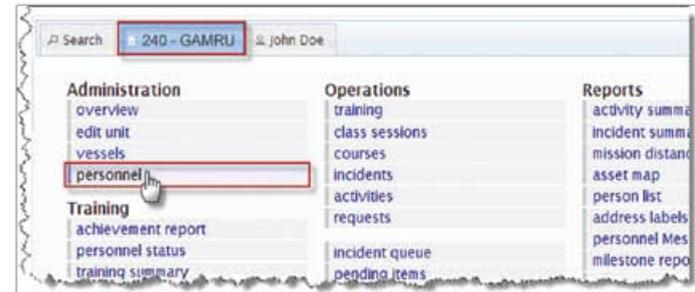 Search
240 - GAMRU
John Doe
Administration
overview
edit unit
vessels
personnel
Training
achievement report
personnel status
training summary
Operations
training
class sessions
courses
incidents
activities
requests
incident queue
pending items
Reports
activity summa
incident summa
mission distanc
asset map
person list
address labels
personnel Mes
milestone repo